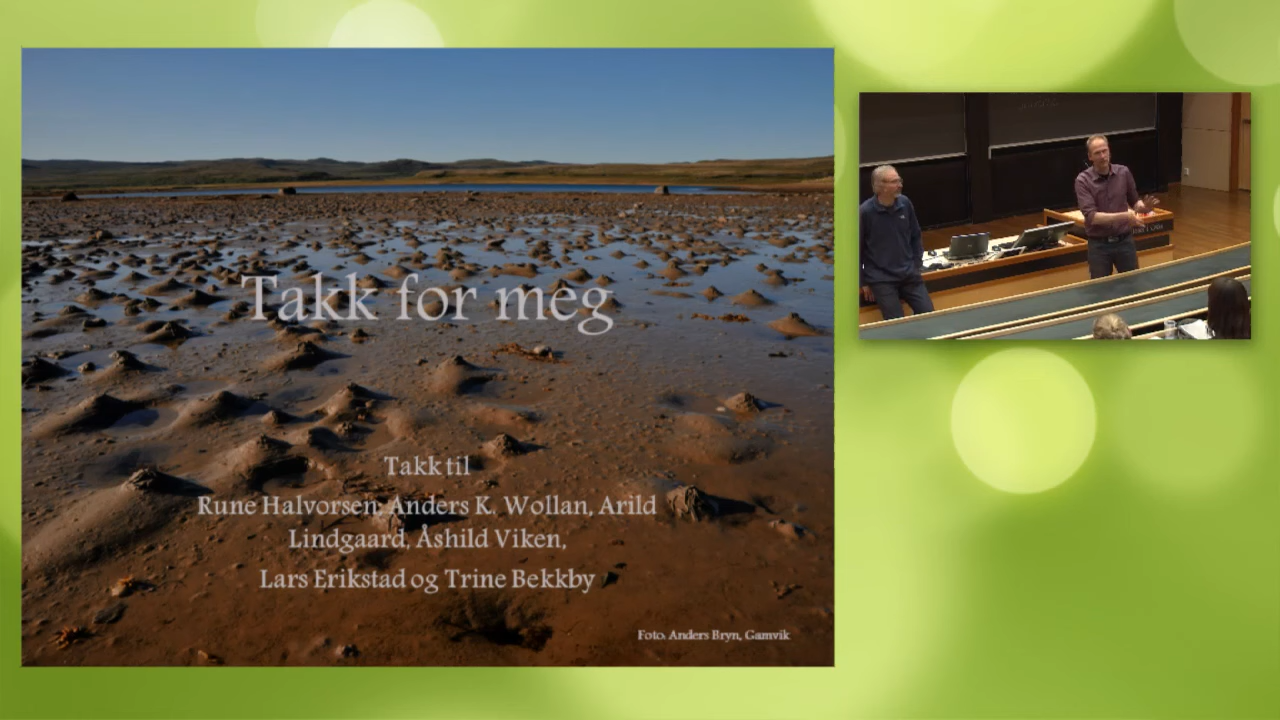 Takk for meg
Takk til
Rune Halvorsen, Anders K. Wollan, Arild
Lindgaard, Åshild Viken,
Lars Erikstad og Trine Bekkby
Foto: Anders Bryn, Gamvik